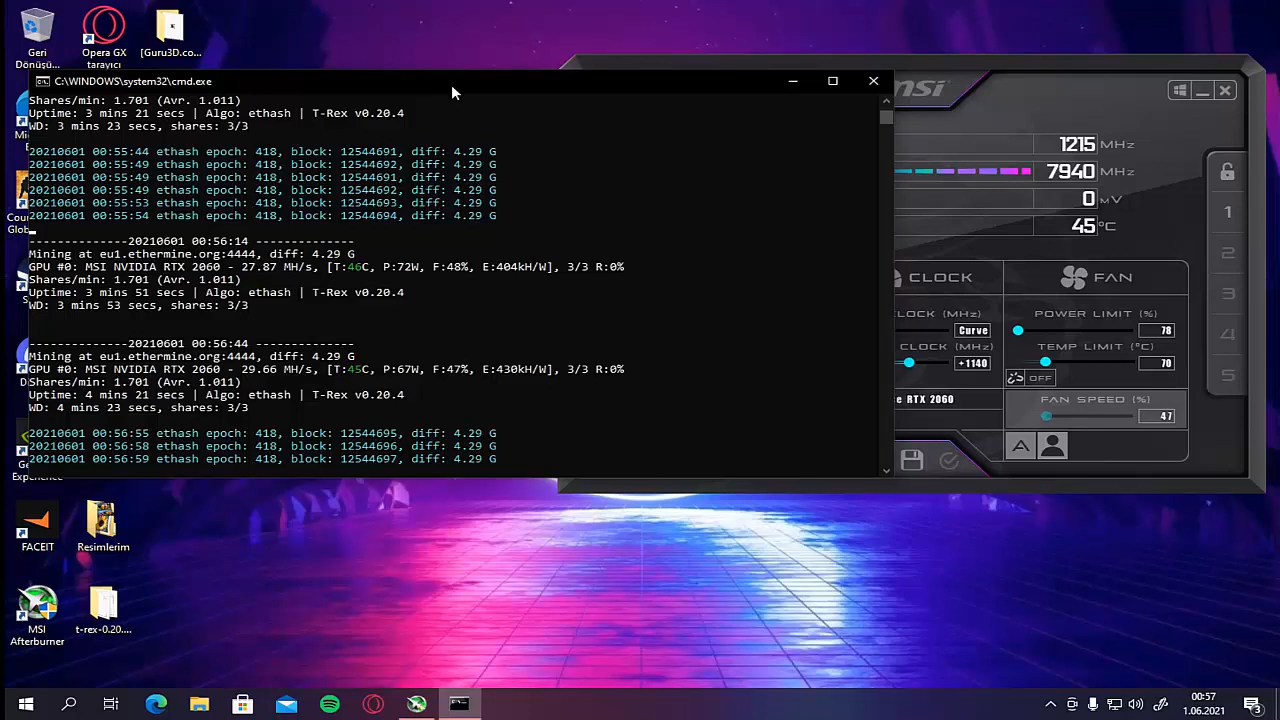 Geri
Dönüşü...
Opera GX
tarayıcı
[Guru3D.co...
C:\WINDOWS\system32\cmd.exe
Shares/min: 1.701 (Avr. 1.011)
Uptime: 3 mins 21 secs | Algo: ethash | T-Rex v0.20.4
WD: 3 mins 23 secs, shares: 3/3
20210601 00:55:44 ethash epoch: 418, block: 12544691, diff: 4.29 G
20210601 00:55:49 ethash epoch: 418, block: 12544692, diff: 4.29 G
20210601 00:55:49 ethash epoch: 418, block: 12544691, diff: 4.29 G
20210601 00:55:49 ethash epoch: 418, block: 12544692, diff: 4.29 G
20210601 00:55:53 ethash epoch: 418, block: 12544693, diff: 4.29 G
20210601 00:55:54 ethash epoch: 418, block: 12544694, diff: 4.29 G
--------------20210601 00:56:14 --------------
Mining at eu1.ethermine.org:4444, diff: 4.29 G
GPU #0: MSI NVIDIA RTX 2060 - 27.87 MH/s, [T:46C, P:72W, F:48%, E:404kH/W], 3/3 R:0%
Shares/min: 1.701 (Avr. 1.011)
Uptime: 3 mins 51 secs | Algo: ethash | T-Rex v0.20.4
WD: 3 mins 53 secs, shares: 3/3
--------------20210601 00:56:44 --------------
Mining at eu1.ethermine.org:4444, diff: 4.29 G
GPU #0: MSI NVIDIA RTX 2060 - 29.66 MH/s, [T:45C, P:67W, F:47%, E:430kH/W], 3/3 R:0%
Shares/min: 1.701 (Avr. 1.011)
Uptime: 4 mins 21 secs | Algo: ethash | T-Rex v0.20.4
WD: 4 mins 23 secs, shares: 3/3
20210601 00:56:55 ethash epoch: 418, block: 12544695, diff: 4.29 G
20210601 00:56:58 ethash epoch: 418, block: 12544696, diff: 4.29 G
20210601 00:56:59 ethash epoch: 418, block: 12544697, diff: 4.29 G
msi
1215 MHz
7940 MHz
0 mV
45 °C
1
2
3
4
5
CLOCK
FAN
CLOCK (MHz)
Curve
CLOCK (MHz)
+1140
POWER LIMIT (%)
78
TEMP LIMIT (°C)
70
OFF
RTX 2060
FAN SPEED (%)
47
A
Experience
FACEIT
Resimlerim
MSI
Afterburner
t-rex-0.20....
00:57
1.06.2021
3